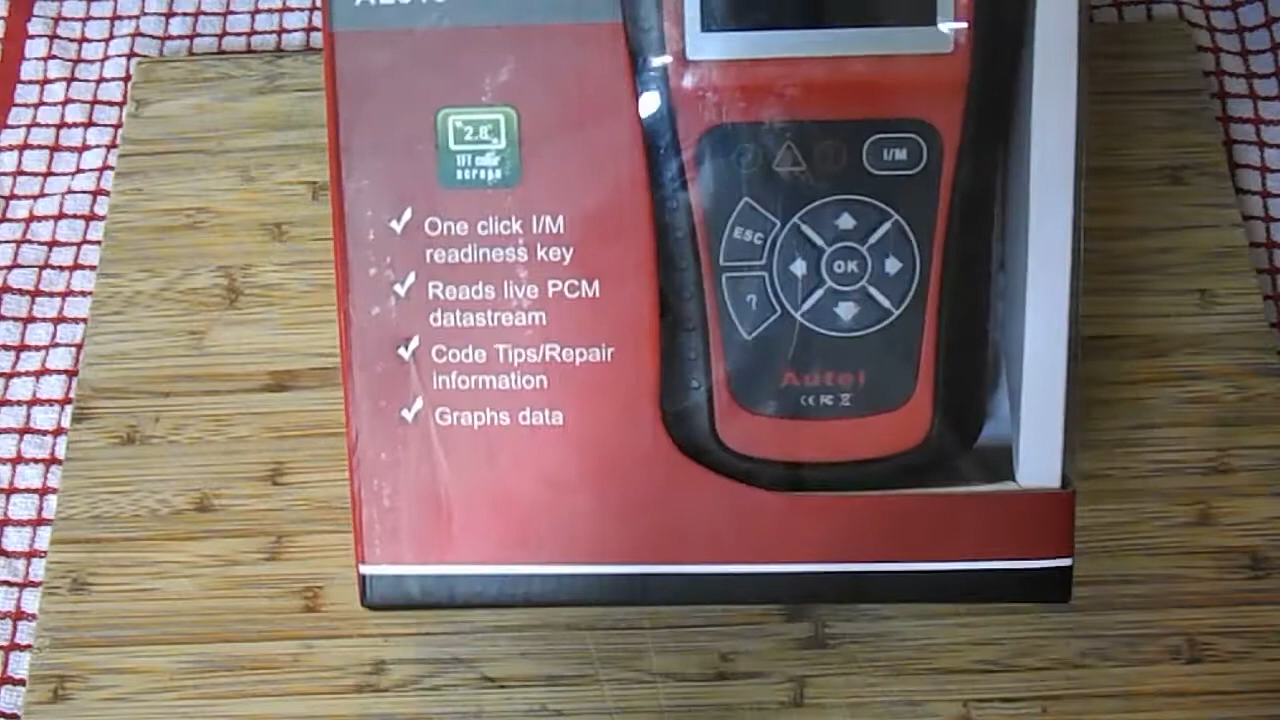 2.8"
TFT color
screen
One click I/M
readiness key
Reads live PCM
datastream
Code Tips/Repair
information
Graphs data
I/M
ESC
OK
?
Autel
CE FC